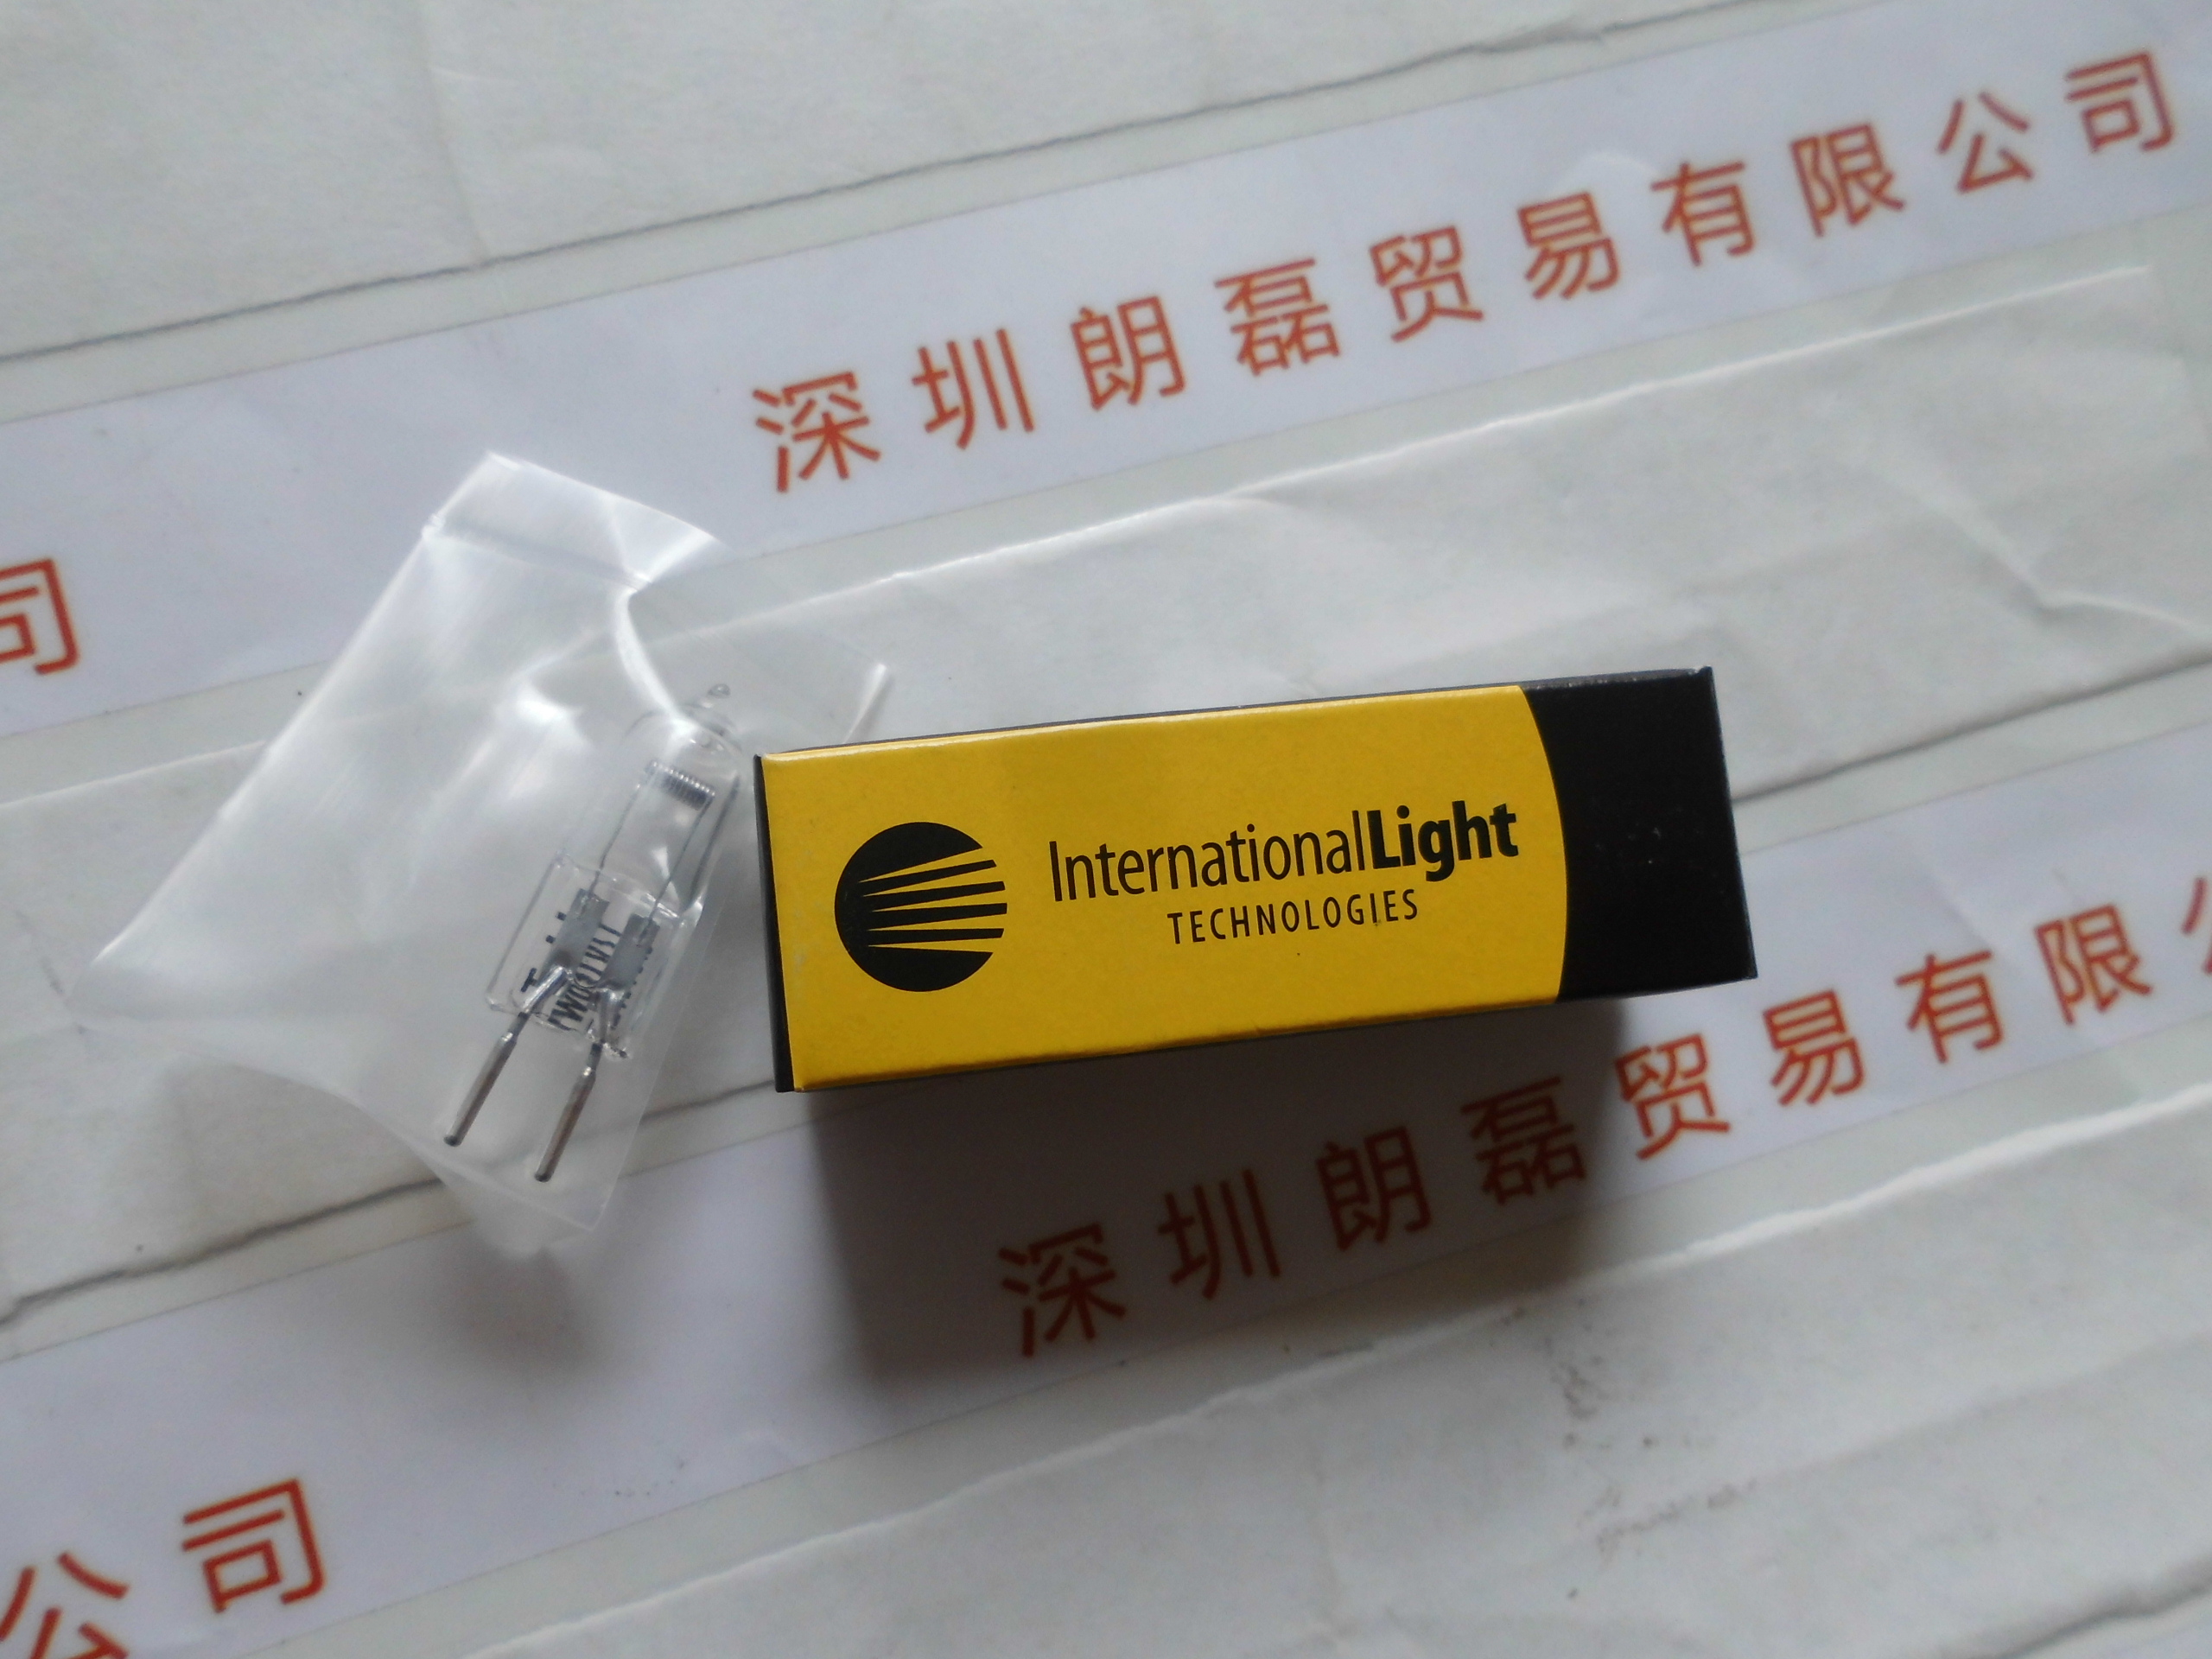 深圳朗磊贸易有限公司
司
InternationalLight
TECHNOLOGIES
深圳朗磊贸易有限
公司